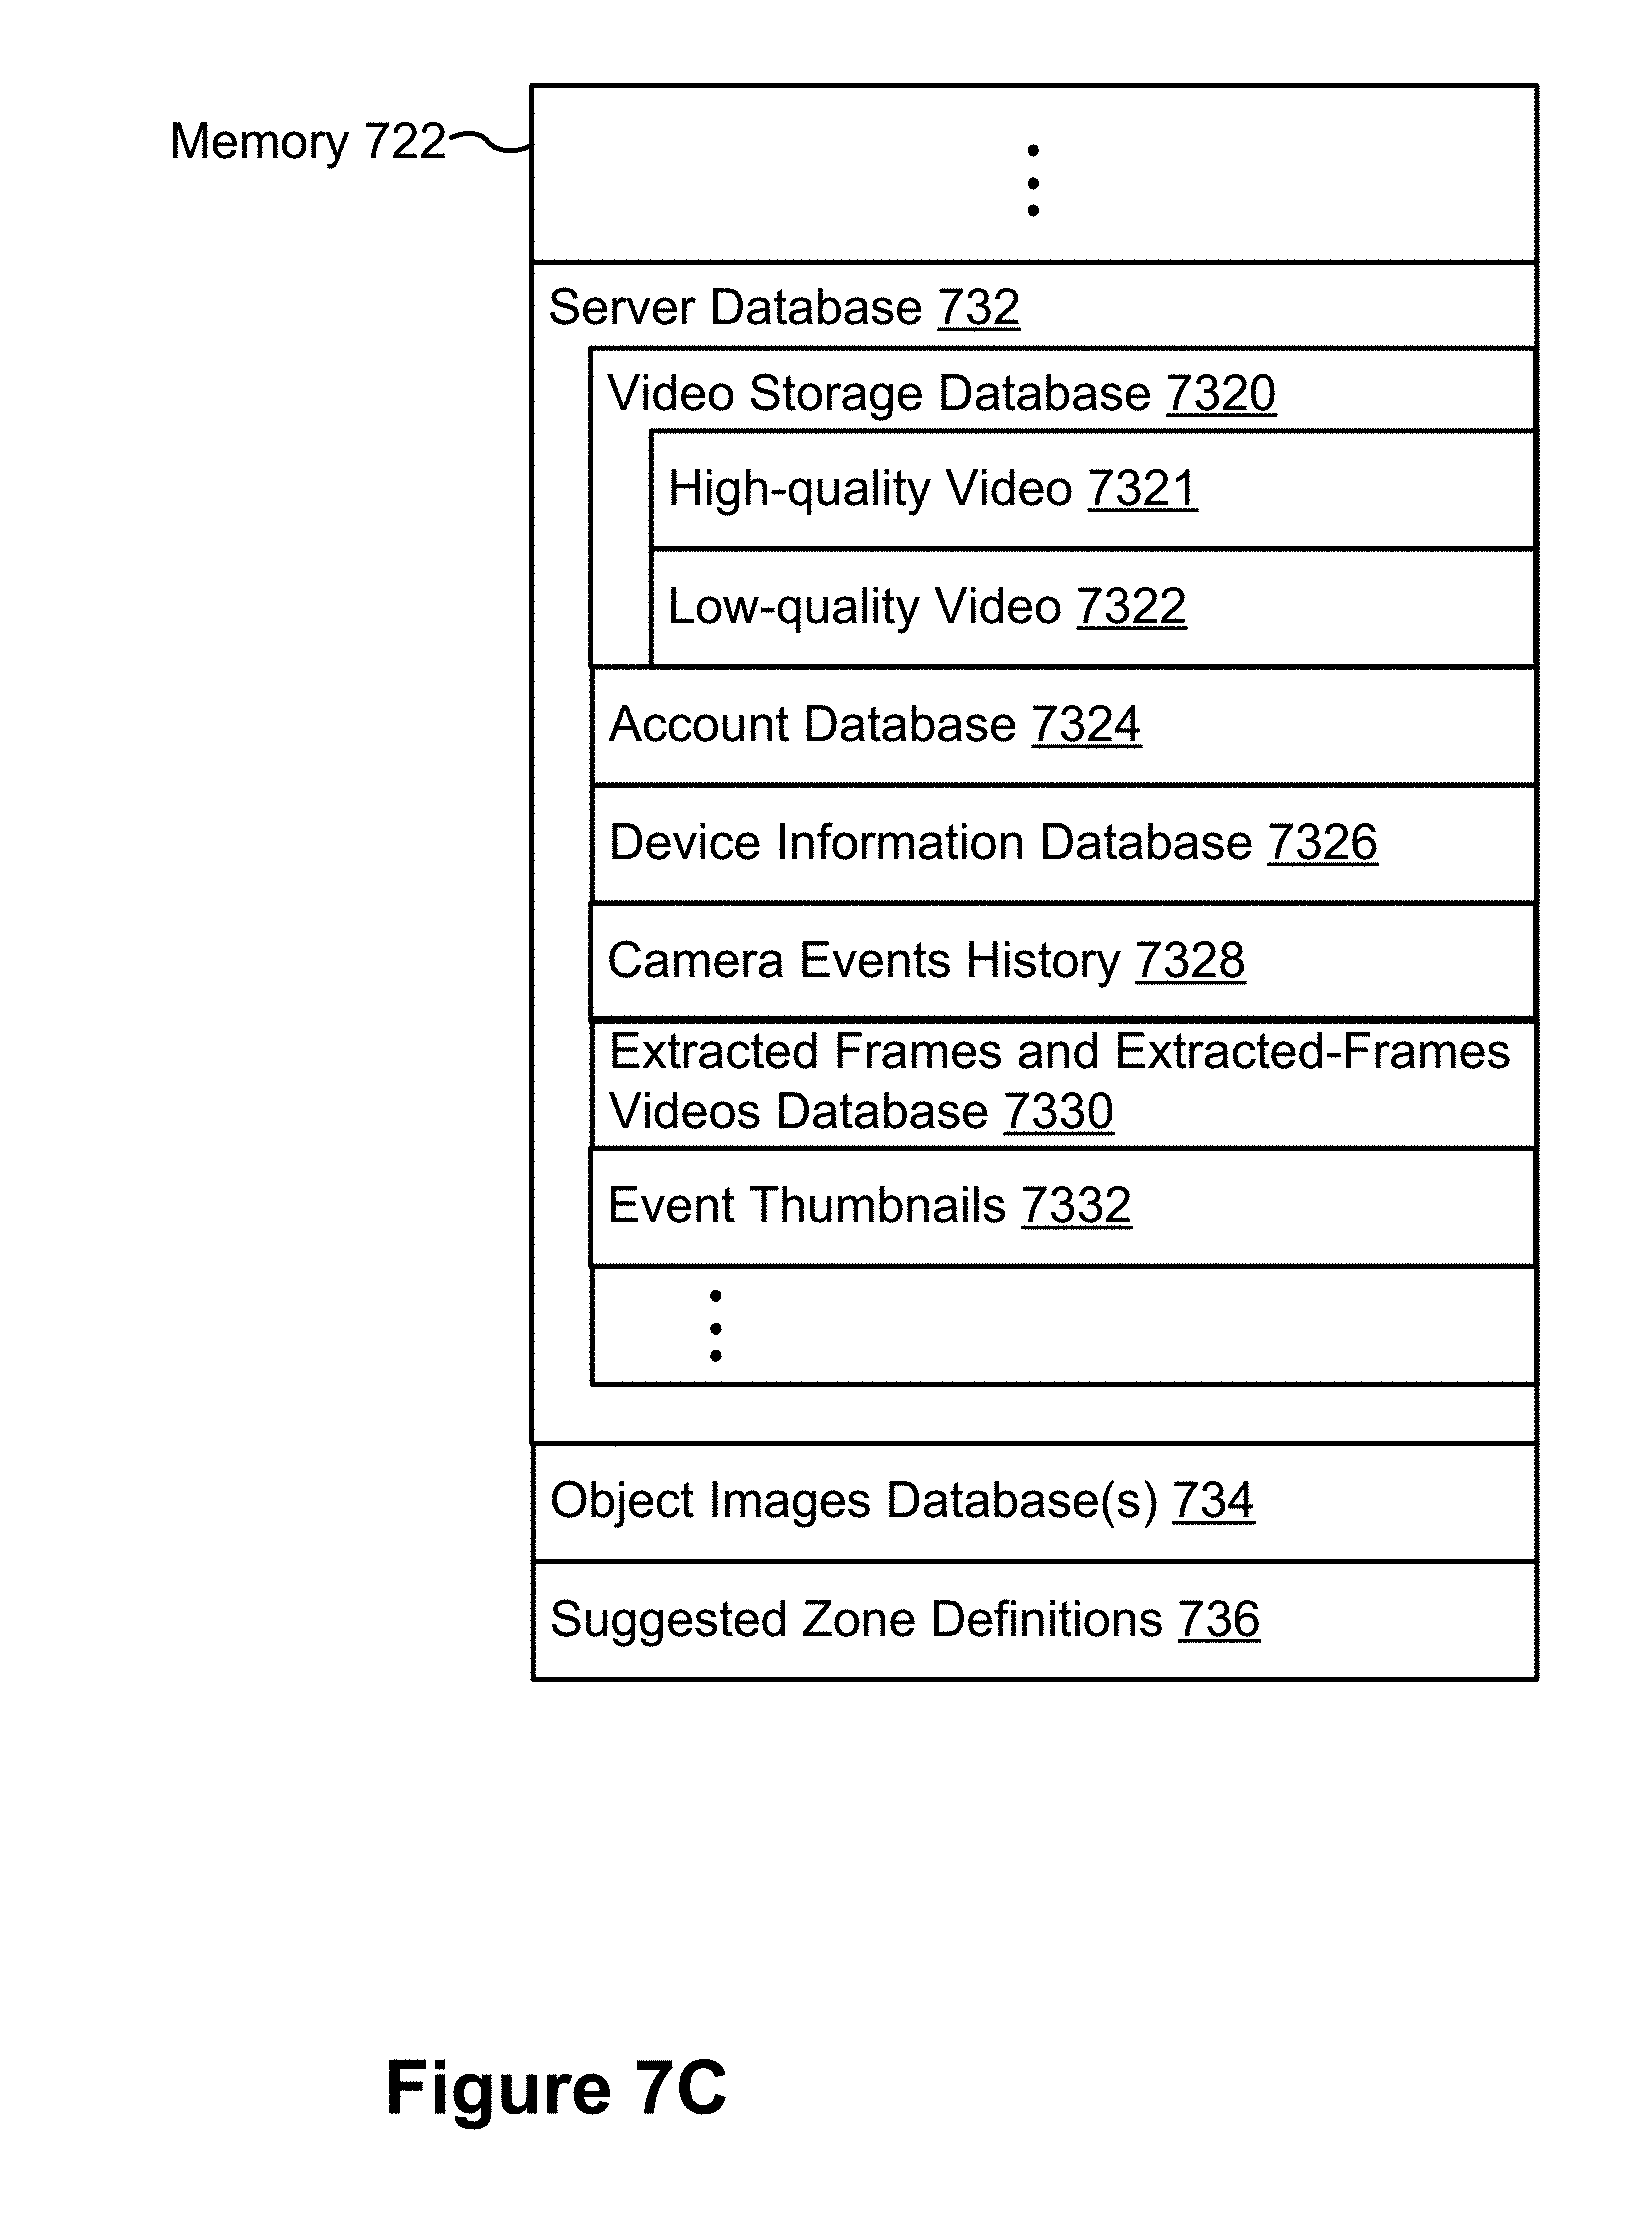 Memory 722
Server Database 732
Video Storage Database 7320
High-quality Video 7321
Low-quality Video 7322
Account Database 7324
Device Information Database 7326
Camera Events History 7328
Extracted Frames and Extracted-Frames
Videos Database 7330
Event Thumbnails 7332
Object Images Database(s) 734
Suggested Zone Definitions 736
Figure 7C